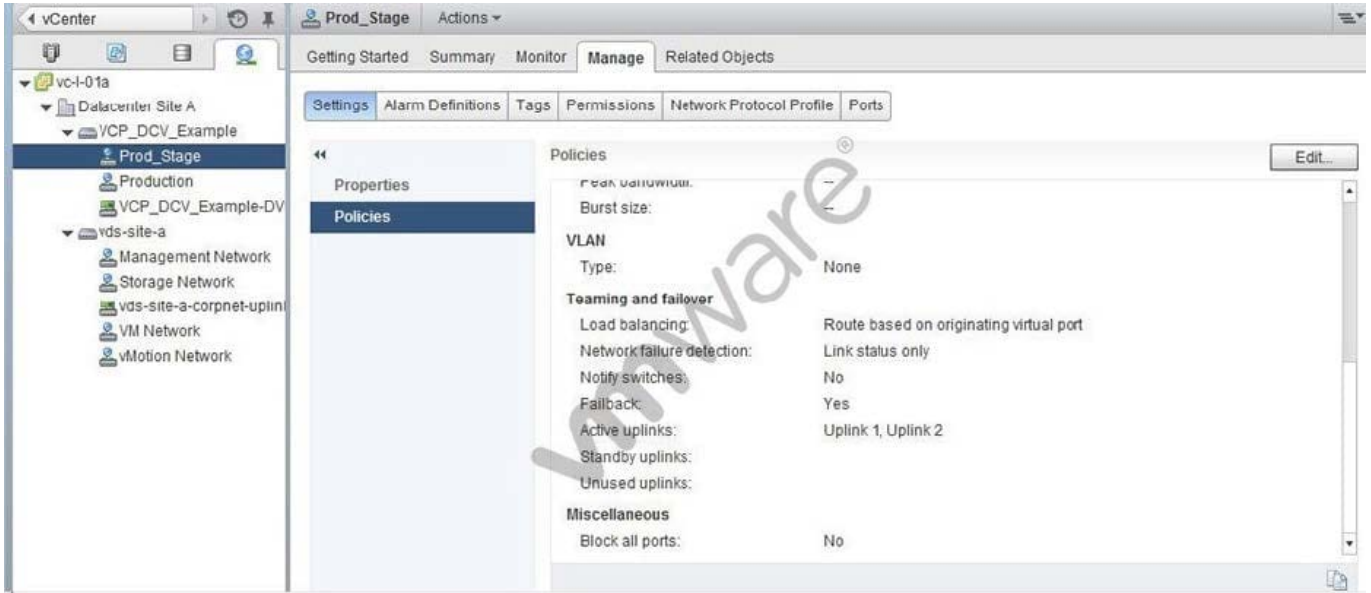 vCenter
Prod_Stage Actions
Getting Started Summary Monitor Manage Related Objects
vc-l-01a
Datacenter Site A
VCP_DCV_Example
Prod_Stage
Production
VCP_DCV_Example-DV
vds-site-a
Management Network
Storage Network
vds-site-a-corpnet-uplin
VM Network
vMotion Network
Settings Alarm Definitions Tags Permissions Network Protocol Profile Ports
Properties
Policies
Policies
Edit...
Peak bandwidth: --
Burst size: --
VLAN
Type: None
Teaming and failover
Load balancing: Route based on originating virtual port
Network failure detection: Link status only
Notify switches: No
Failback: Yes
Active uplinks: Uplink 1, Uplink 2
Standby uplinks:
Unused uplinks:
Miscellaneous
Block all ports: No
vmware®